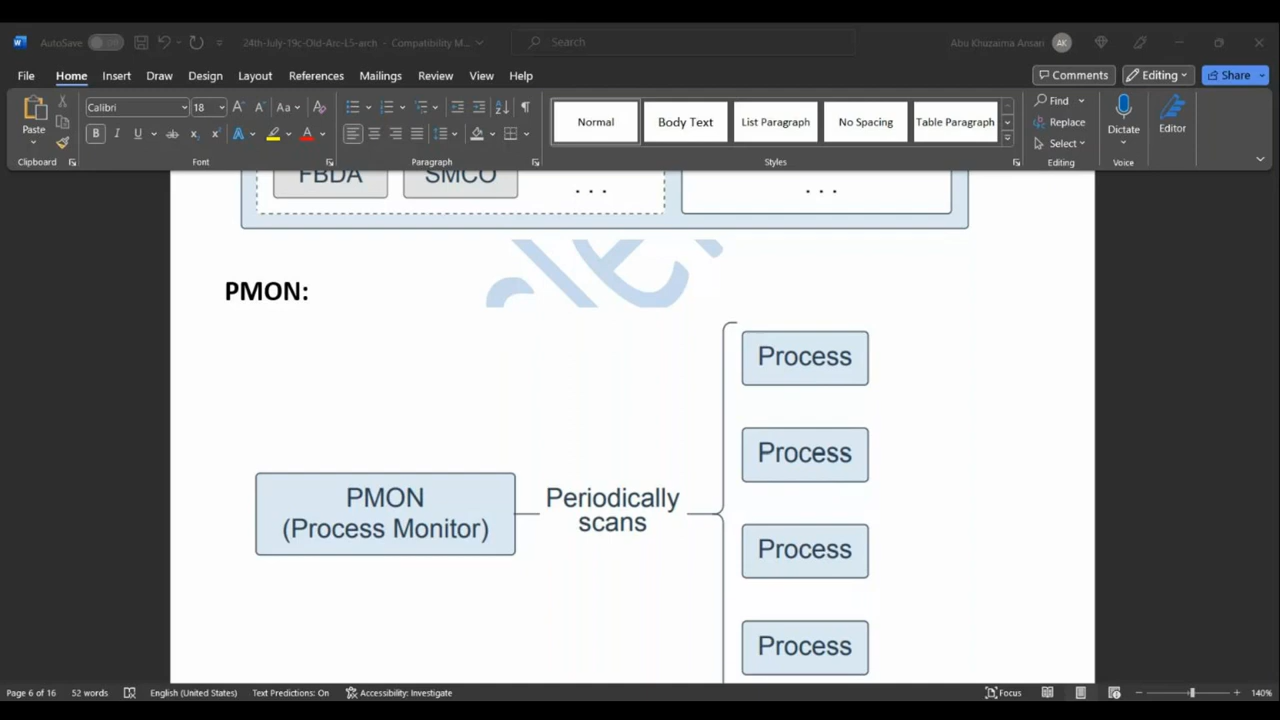 AutoSave Off 24th-July-19c-Old-Arc-L5-arch - Compatibility M... Search Abu Khuzaima Ansari AK
File Home Insert Draw Design Layout References Mailings Review View Help Comments Editing Share
Paste
Clipboard
Calibri 18
Font
Paragraph
Normal Body Text List Paragraph No Spacing Table Paragraph
Styles
Find
Replace
Select
Editing
Dictate
Voice
Editor
FBDA SMCO ... ...
PMON:
PMON
(Process Monitor)
Periodically
scans
Process
Process
Process
Process
Page 6 of 16 52 words English (United States) Text Predictions: On Accessibility: Investigate Focus 140%